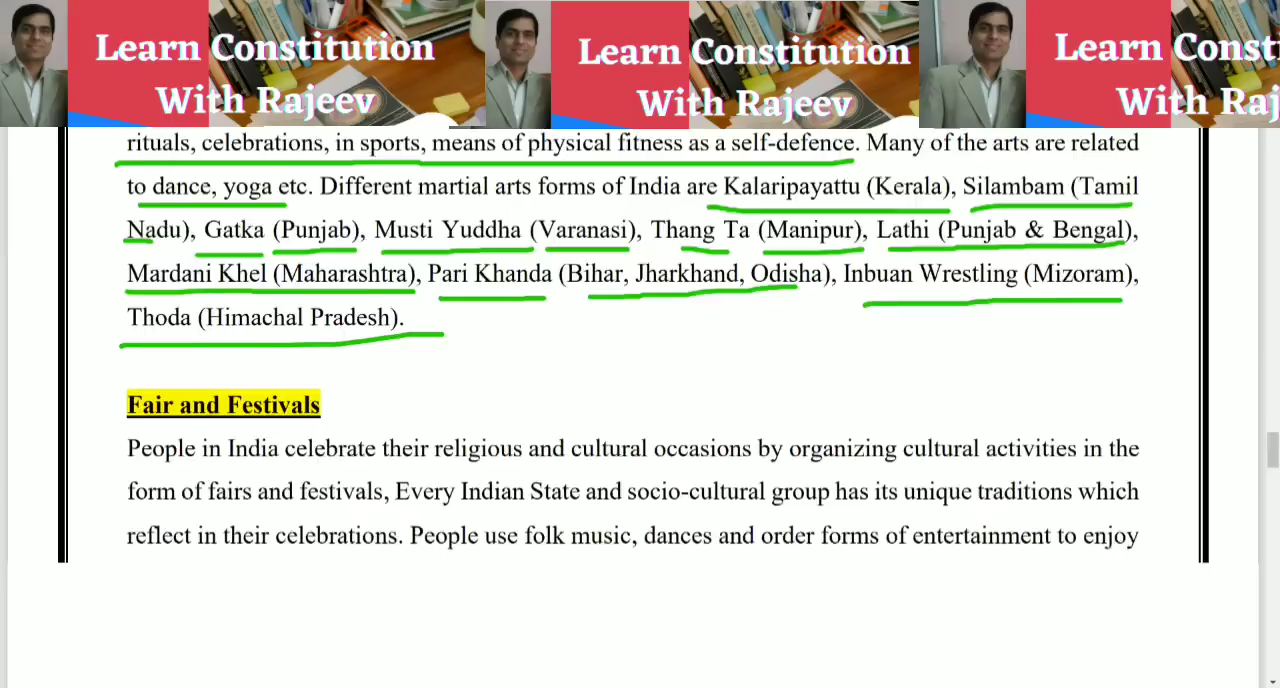 Learn Constitution
With Rajeev
Learn Constitution
With Rajeev
Learn Consti
With Raj
rituals, celebrations, in sports, means of physical fitness as a self-defence. Many of the arts are related
to dance, yoga etc. Different martial arts forms of India are Kalaripayattu (Kerala), Silambam (Tamil
Nadu), Gatka (Punjab), Musti Yuddha (Varanasi), Thang Ta (Manipur), Lathi (Punjab & Bengal),
Mardani Khel (Maharashtra), Pari Khanda (Bihar, Jharkhand, Odisha), Inbuan Wrestling (Mizoram),
Thoda (Himachal Pradesh).
Fair and Festivals
People in India celebrate their religious and cultural occasions by organizing cultural activities in the
form of fairs and festivals, Every Indian State and socio-cultural group has its unique traditions which
reflect in their celebrations. People use folk music, dances and order forms of entertainment to enjoy